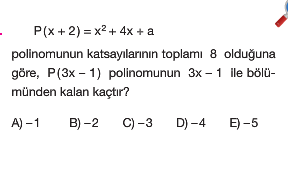 P(x + 2) = x² + 4x + a
polinomunun katsayılarının toplamı 8 olduğuna
göre, P(3x – 1) polinomunun 3x – 1 ile bölü-
münden kalan kaçtır?
A) –1 B) –2 C) –3 D) –4 E) –5